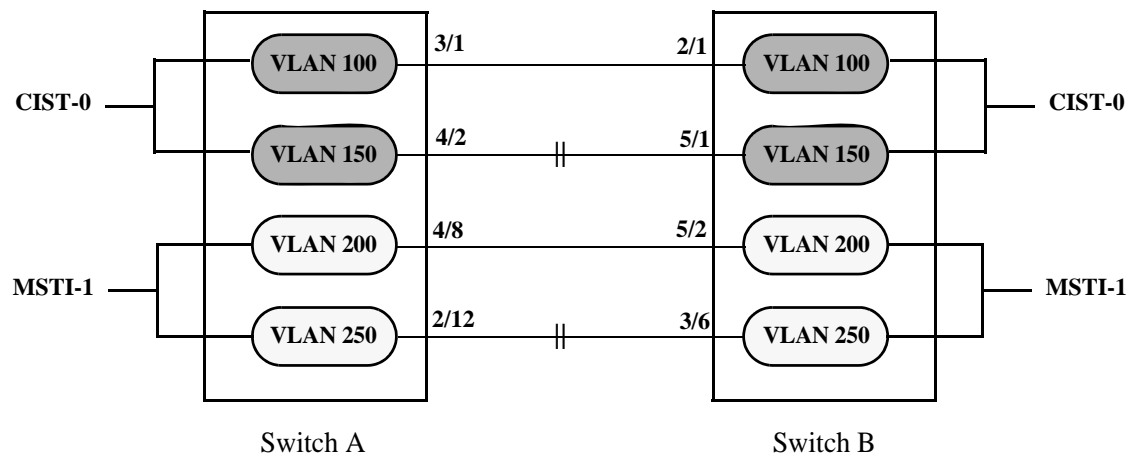 3/1 2/1
VLAN 100 VLAN 100
CIST-0 CIST-0
4/2 5/1
VLAN 150 VLAN 150
4/8 5/2
VLAN 200 VLAN 200
MSTI-1 MSTI-1
2/12 3/6
VLAN 250 VLAN 250
Switch A Switch B